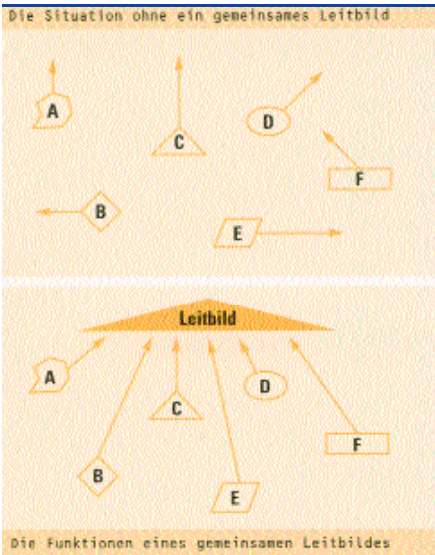 Die Situation ohne ein gemeinsames Leitbild
A
C
D
F
B
E
Leitbild
A
C
D
F
B
E
Die Funktionen eines gemeinsamen Leitbildes